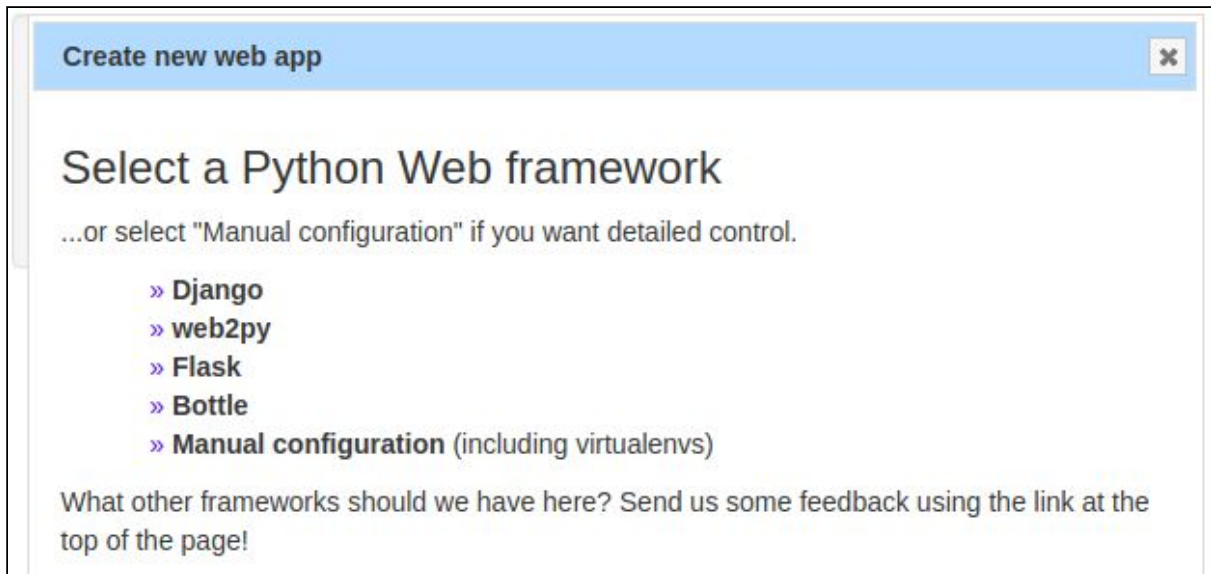 Create new web app
Select a Python Web framework
...or select "Manual configuration" if you want detailed control.
» Django
» web2py
» Flask
» Bottle
» Manual configuration (including virtualenvs)
What other frameworks should we have here? Send us some feedback using the link at the
top of the page!